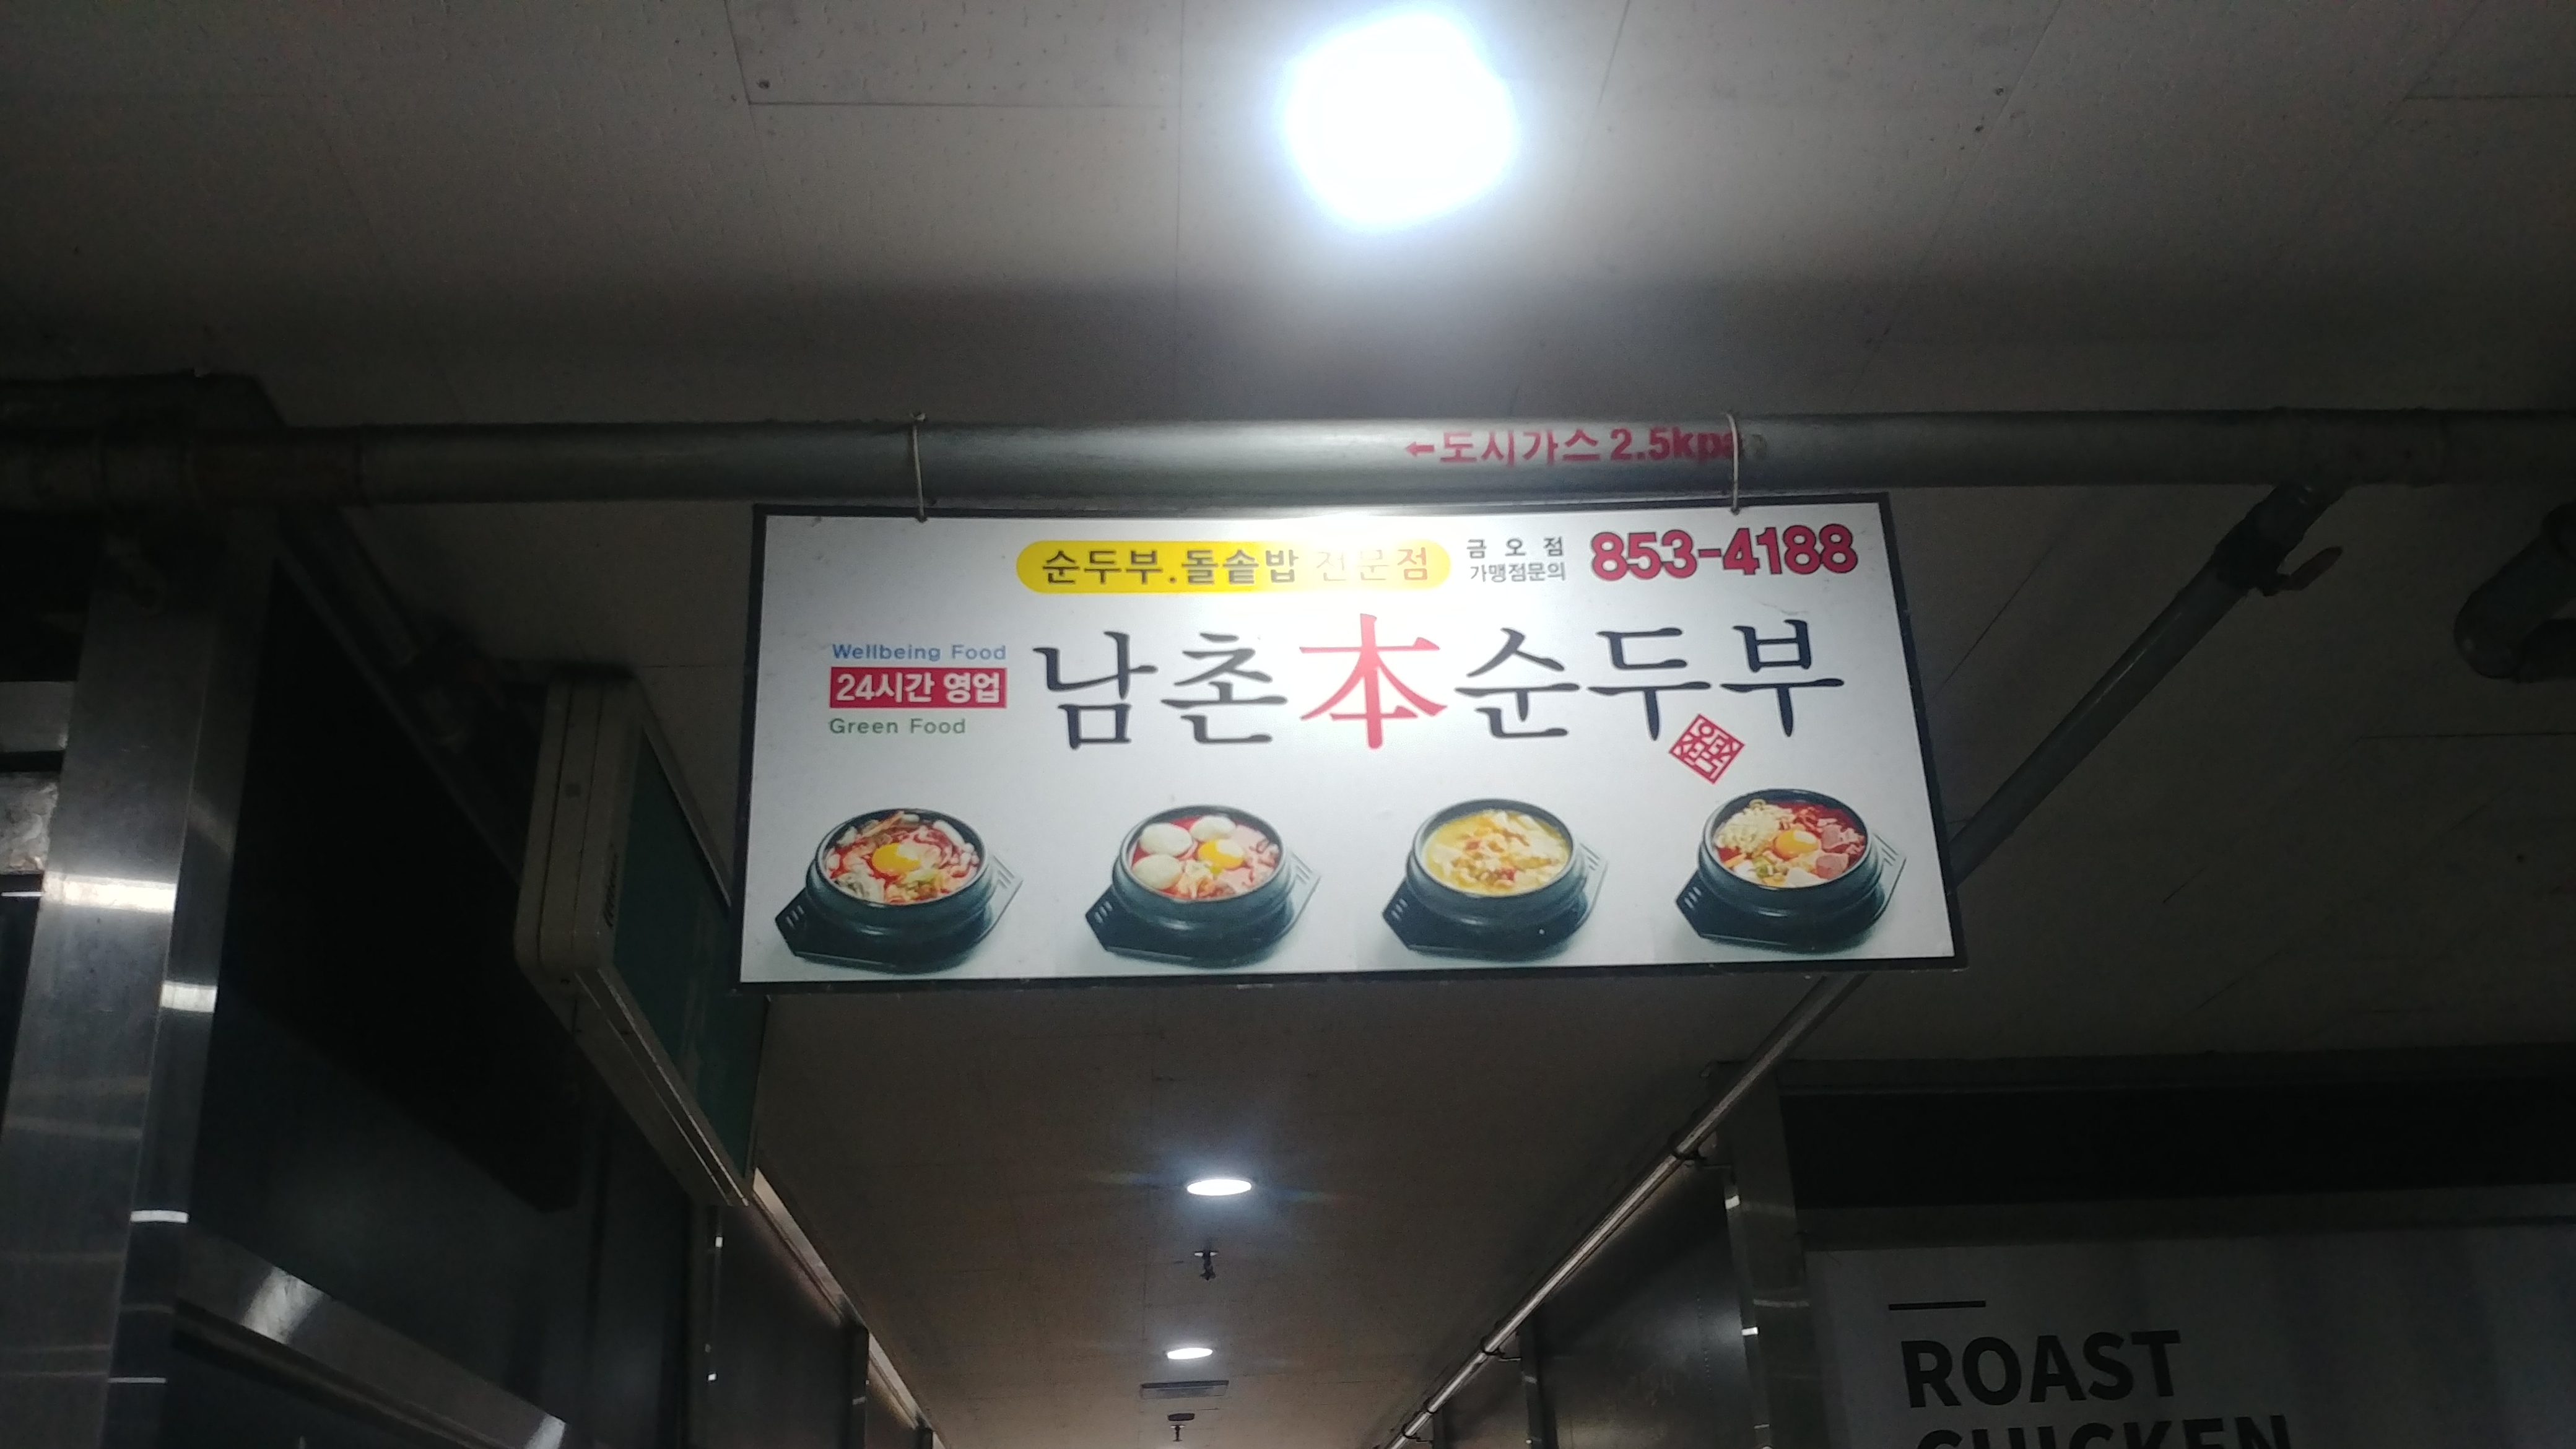 ←도시가스 2.5kpa
순두부.돌솥밥 전문점
금오점
가맹점문의
853-4188
Wellbeing Food
24시간 영업
Green Food
남촌本순두부
ROAST
CHICKEN